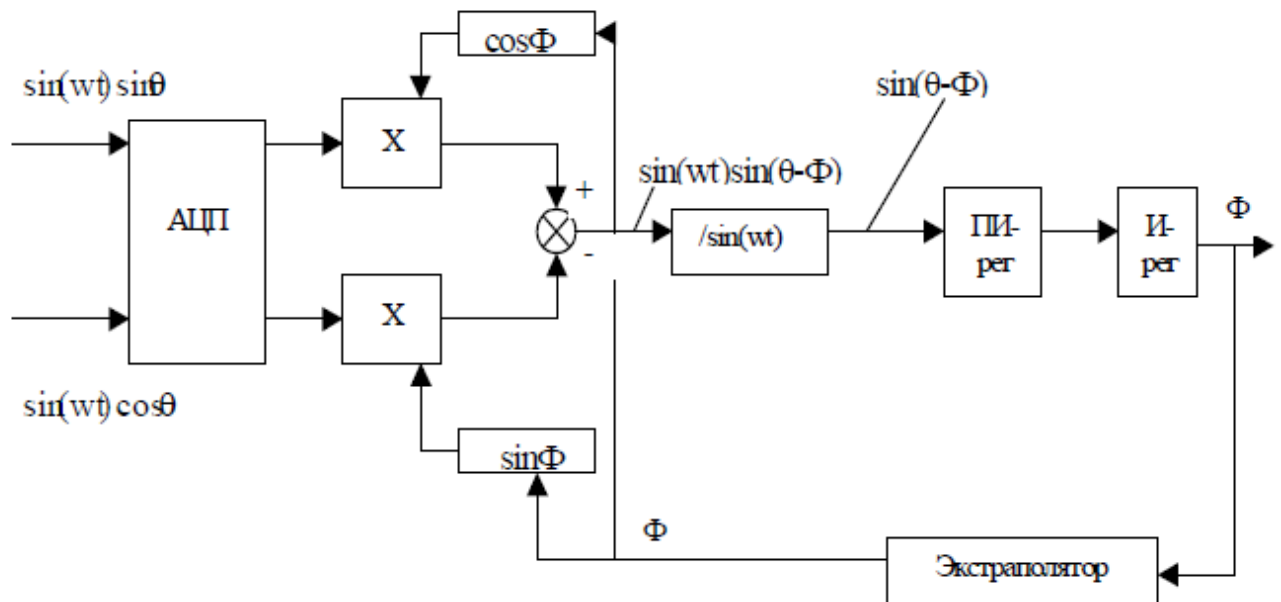 cosΦ
sin(wt) sinθ
sin(θ-Φ)
X
sin(wt)sin(θ-Φ)
+
Φ
АЦП
/sin(wt)
ПИ-
рег
И-
рег
-
X
sin(wt) cosθ
sinΦ
Φ
Экстраполятор